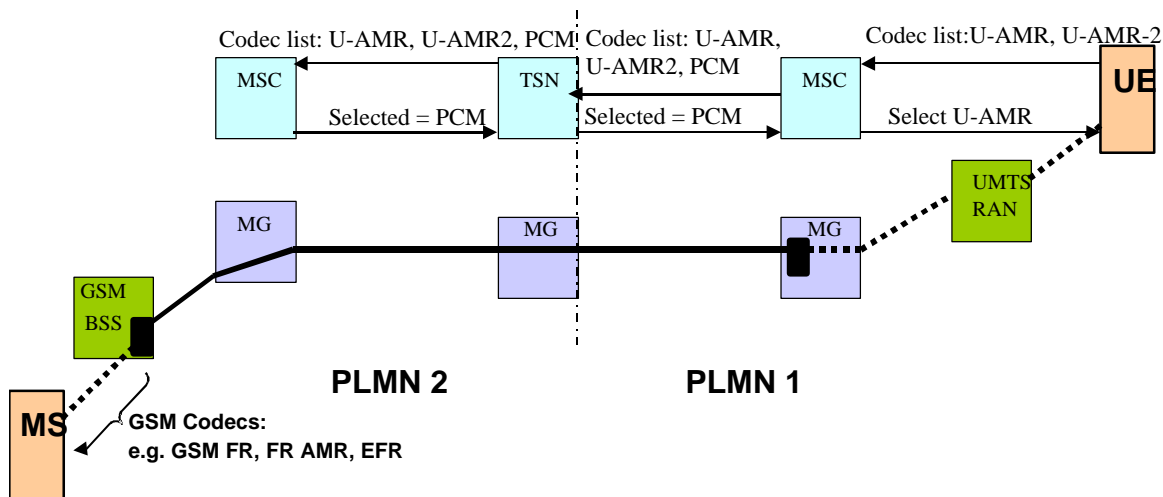 Codec list: U-AMR, U-AMR2, PCM
Codec list: U-AMR,
U-AMR2, PCM
Codec list:U-AMR, U-AMR-2
MSC
TSN
MSC
UE
Selected = PCM
Selected = PCM
Select U-AMR
UMTS
RAN
MG
MG
MG
GSM
BSS
PLMN 2
PLMN 1
MS
GSM Codecs:
e.g. GSM FR, FR AMR, EFR